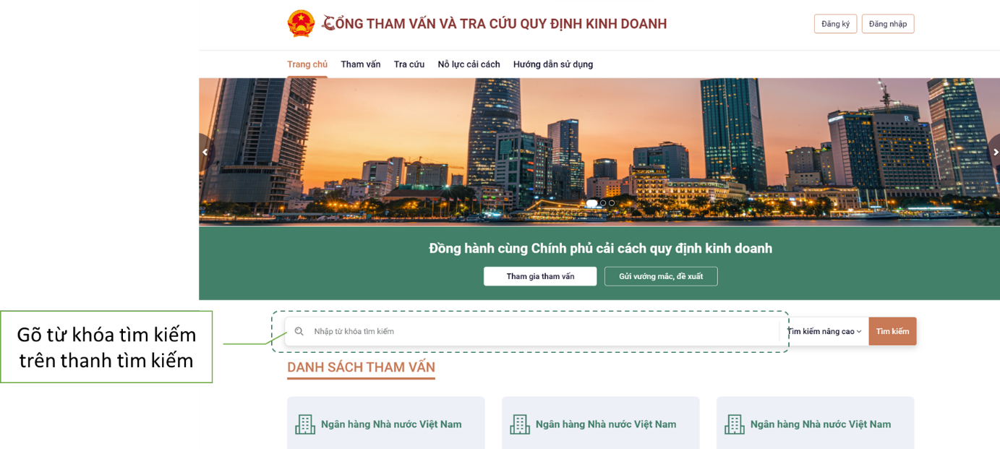 CỔNG THAM VẤN VÀ TRA CỨU QUY ĐỊNH KINH DOANH
Đăng ký
Đăng nhập
Trang chủ
Tham vấn
Tra cứu
Nỗ lực cải cách
Hướng dẫn sử dụng
R
Đồng hành cùng Chính phủ cải cách quy định kinh doanh
Tham gia tham vấn
Gửi vướng mắc, đề xuất
Gõ từ khóa tìm kiếm
trên thanh tìm kiếm
Nhập từ khóa tìm kiếm
Tìm kiếm nâng cao
Tìm kiếm
DANH SÁCH THAM VẤN
Ngân hàng Nhà nước Việt Nam
Ngân hàng Nhà nước Việt Nam
Ngân hàng Nhà nước Việt Nam